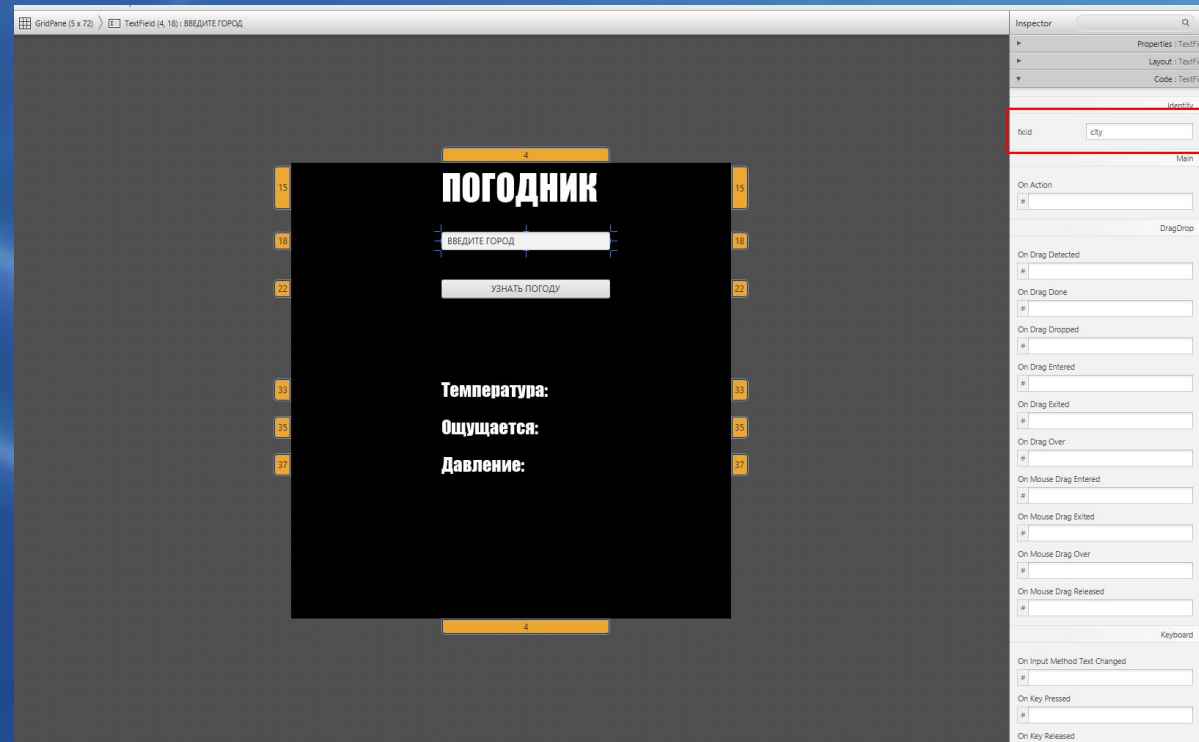 GridPane (5 x 72) TextField (4, 18) : ВВЕДИТЕ ГОРОД
Inspector
Properties : TextFi
Layout : TextFi
Code : TextFi
Identity
fx:id city
Main
On Action
#
DragDrop
On Drag Detected
#
On Drag Done
#
On Drag Dropped
#
On Drag Entered
#
On Drag Exited
#
On Drag Over
#
On Mouse Drag Entered
#
On Mouse Drag Exited
#
On Mouse Drag Over
#
On Mouse Drag Released
#
Keyboard
On Input Method Text Changed
#
On Key Pressed
#
On Key Released
4
15 ПОГОДНИК 15
18 ВВЕДИТЕ ГОРОД 18
22 УЗНАТЬ ПОГОДУ 22
33 Температура: 33
35 Ощущается: 35
37 Давление: 37
4